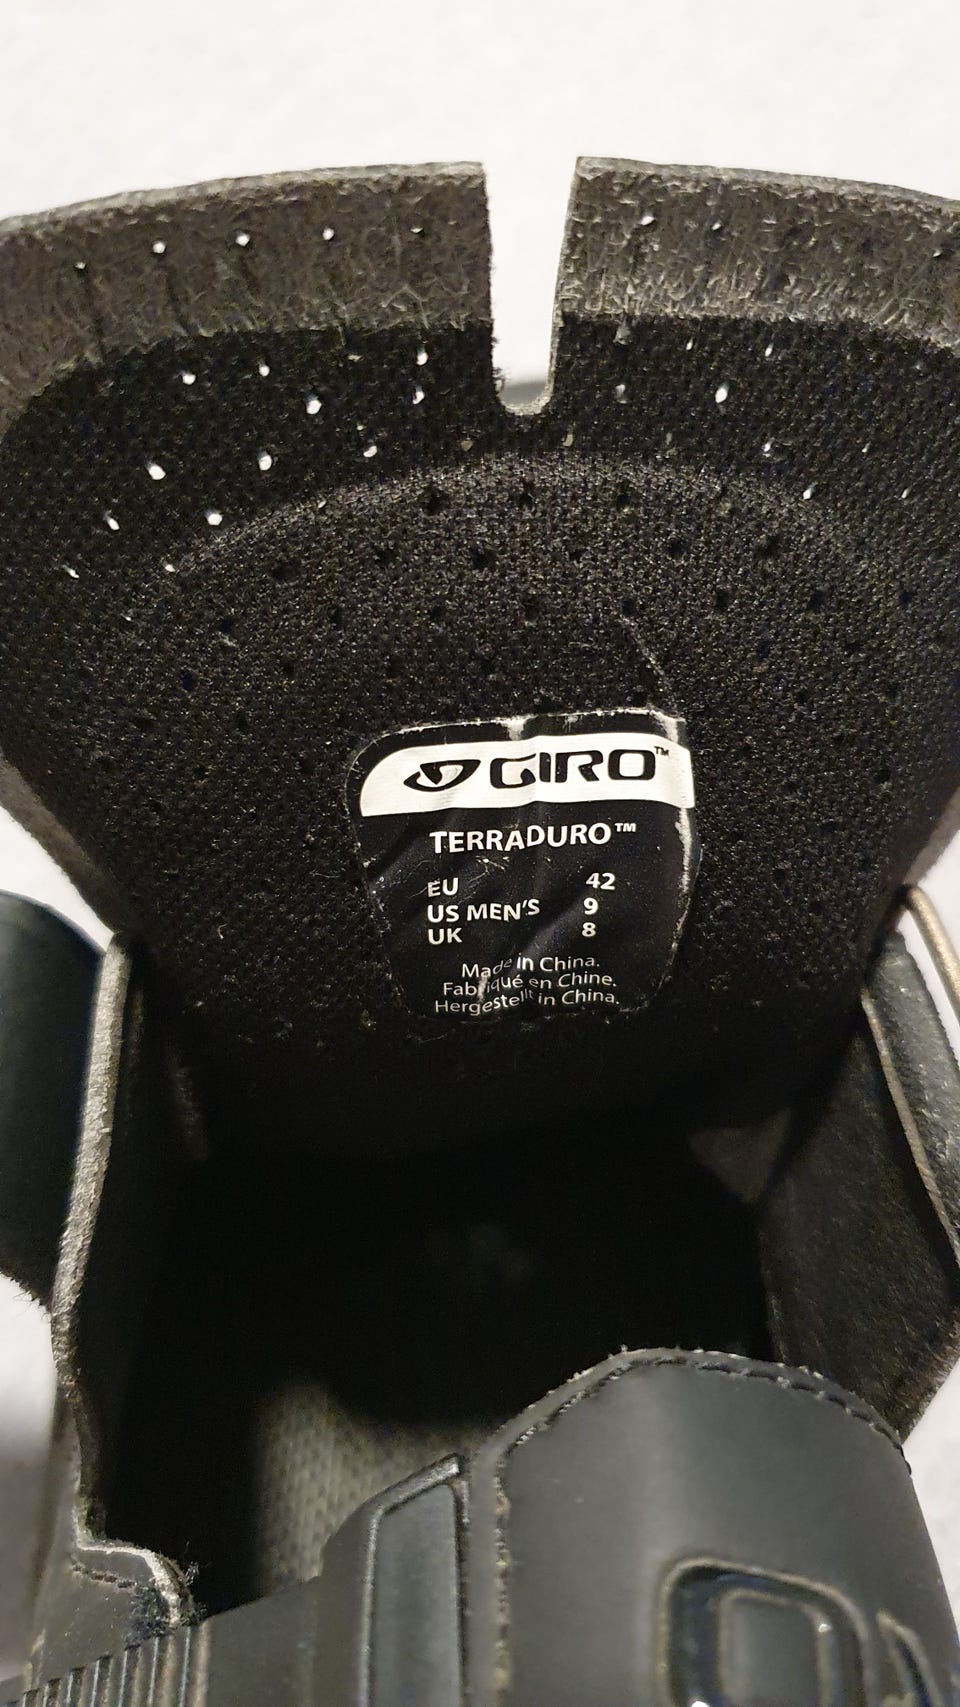 GIRO™
TERRADURO™
EU 42
US MEN'S 9
UK 8
Made in China.
Fabriqué en Chine.
Hergestellt in China.